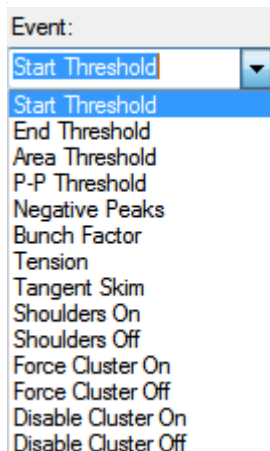 Event:
Start Threshold
Start Threshold
End Threshold
Area Threshold
P-P Threshold
Negative Peaks
Bunch Factor
Tension
Tangent Skim
Shoulders On
Shoulders Off
Force Cluster On
Force Cluster Off
Disable Cluster On
Disable Cluster Off